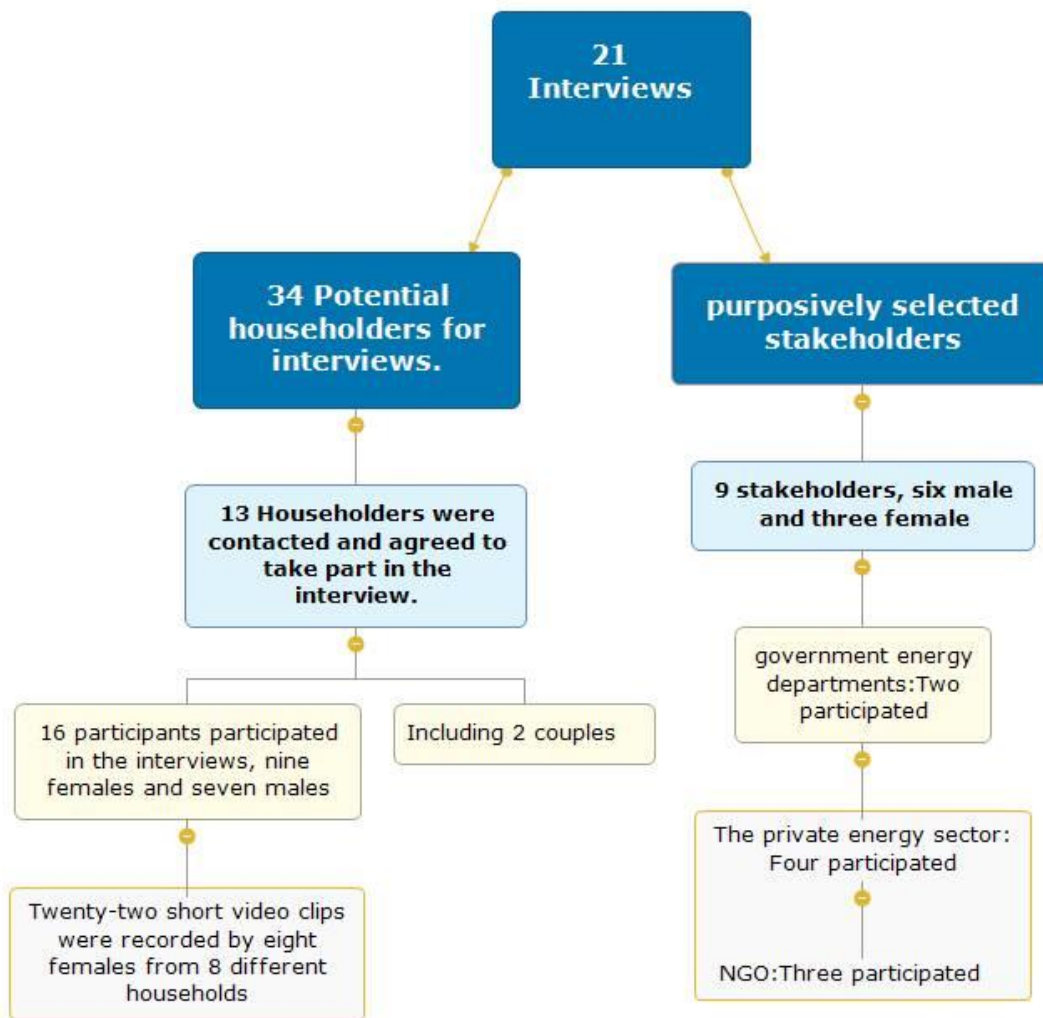 21
Interviews
34 Potential
householders for
interviews.
purposively selected
stakeholders
13 Householders were
contacted and agreed to
take part in the
interview.
9 stakeholders, six male
and three female
16 participants participated
in the interviews, nine
females and seven males
Including 2 couples
government energy
departments:Two
participated
Twenty-two short video clips
were recorded by eight
females from 8 different
households
The private energy sector:
Four participated
NGO:Three participated